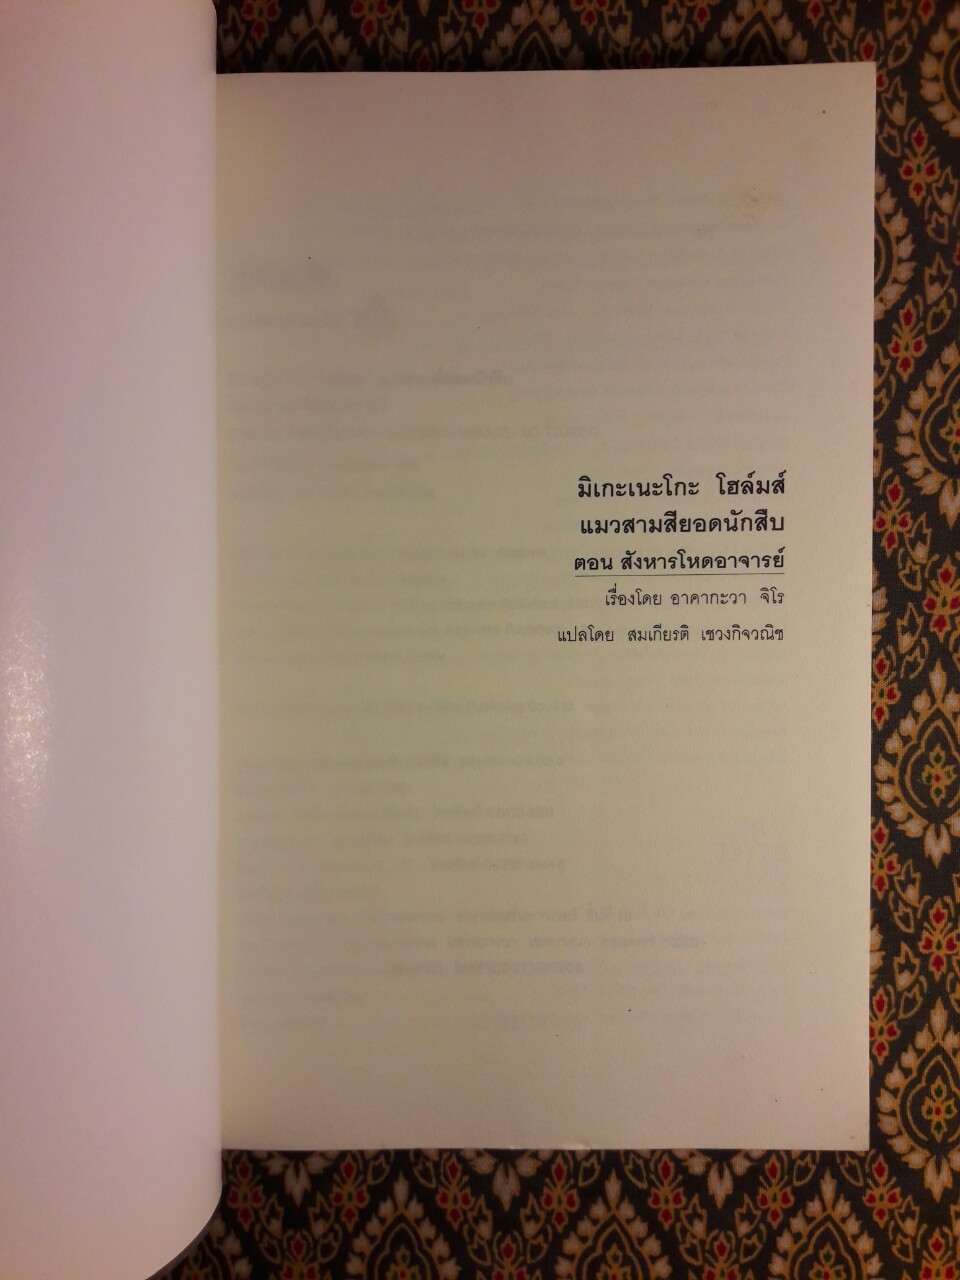 มิเกะเนะโกะ โฮล์มส์
แมวสามสียอดนักสืบ
ตอน สังหารโหดอาจารย์
เรื่องโดย อาคากะวา จิโร
แปลโดย สมเกียรติ เชวงกิจวณิช